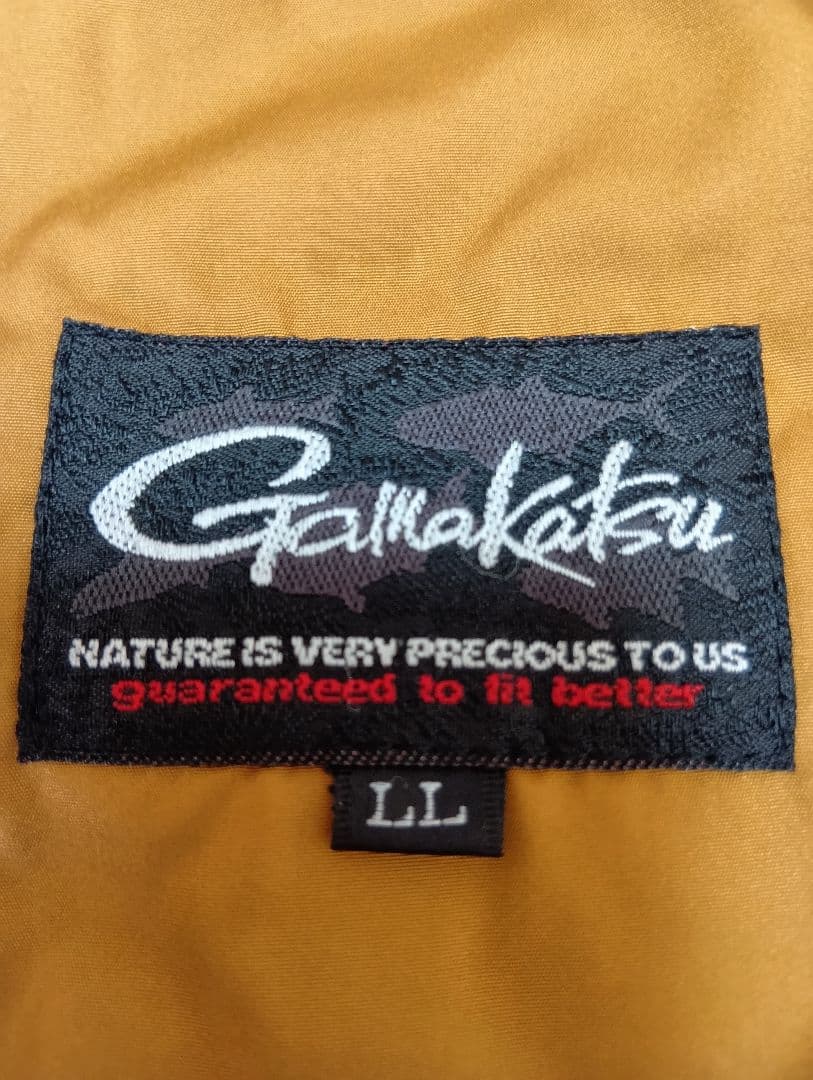 Gamakatsu
NATURE IS VERY PRECIOUS TO US
guaranteed to fit better
LL